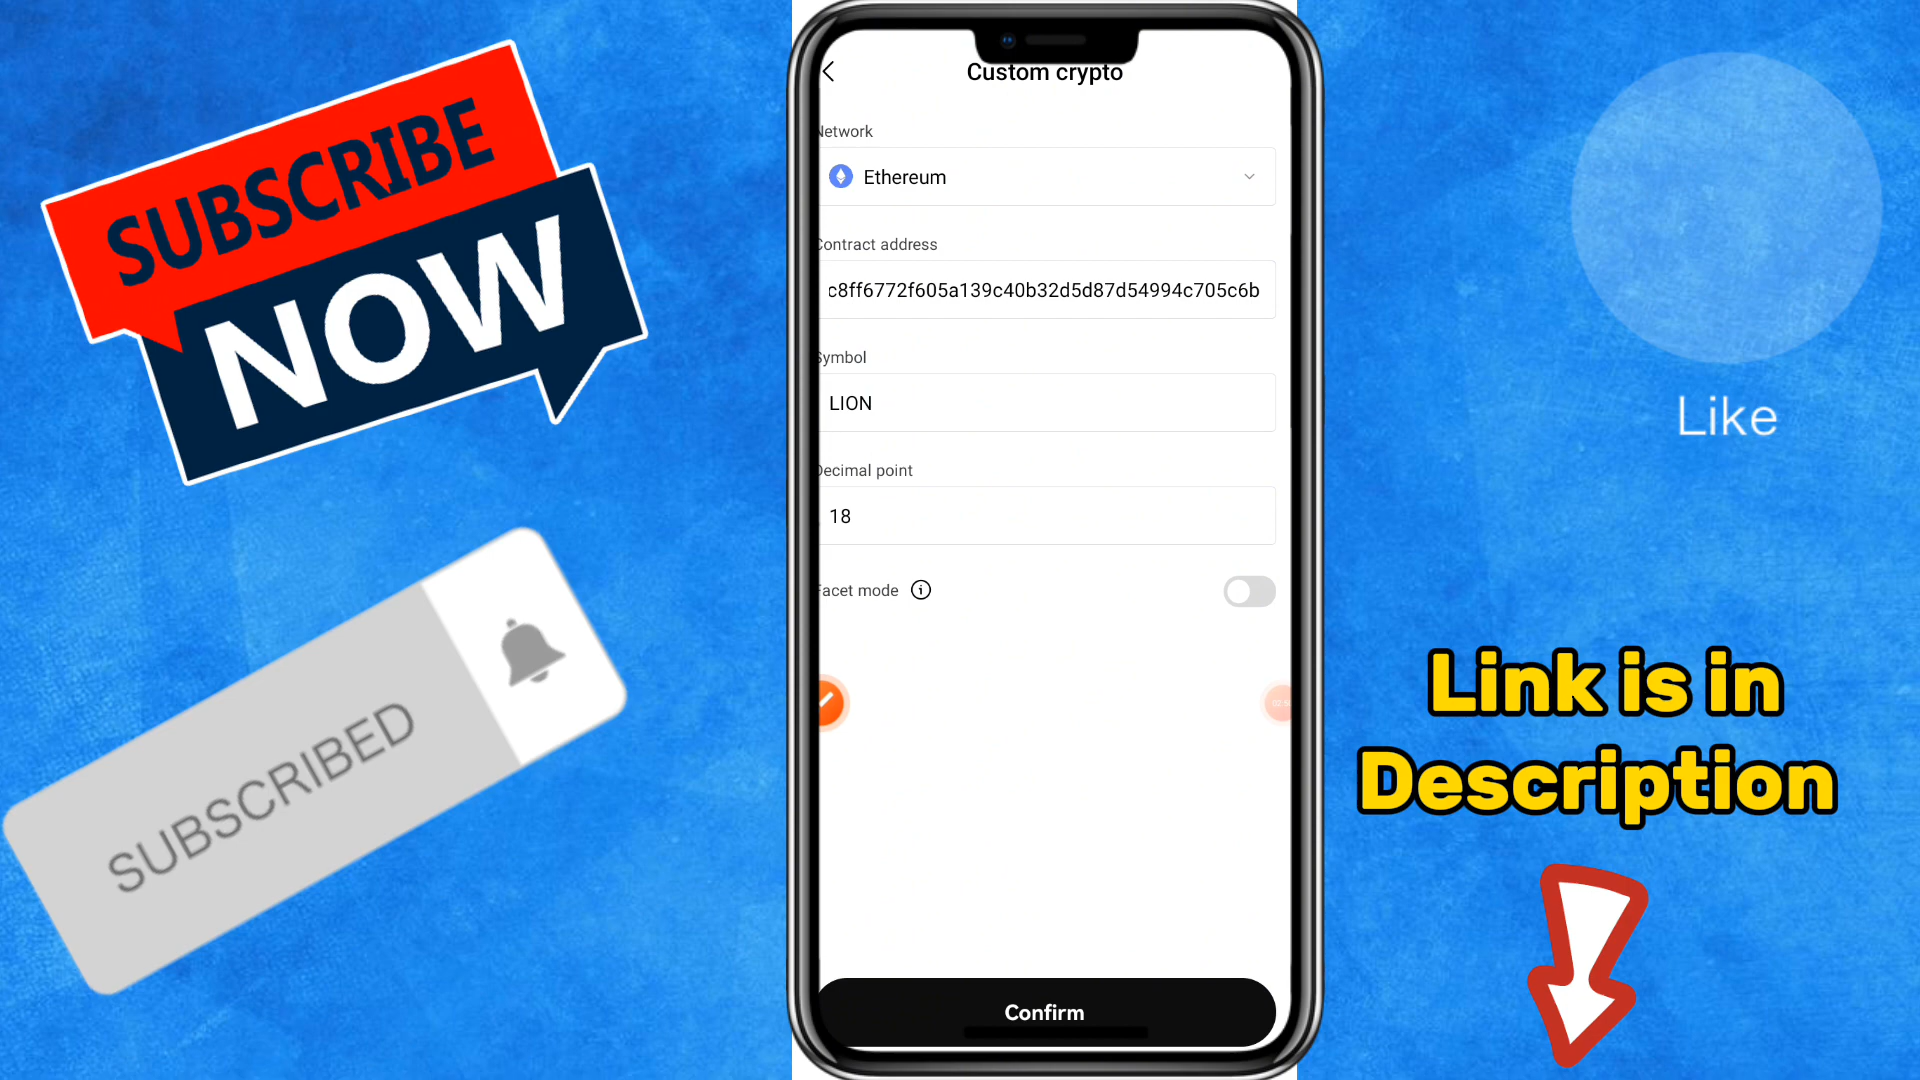 SUBSCRIBE
NOW
SUBSCRIBED
Custom crypto
Network
Ethereum
Contract address
c8ff6772f605a139c40b32d5d87d54994c705c6b
Symbol
LION
Decimal point
18
Facet mode
Confirm
Like
Link is in
Description